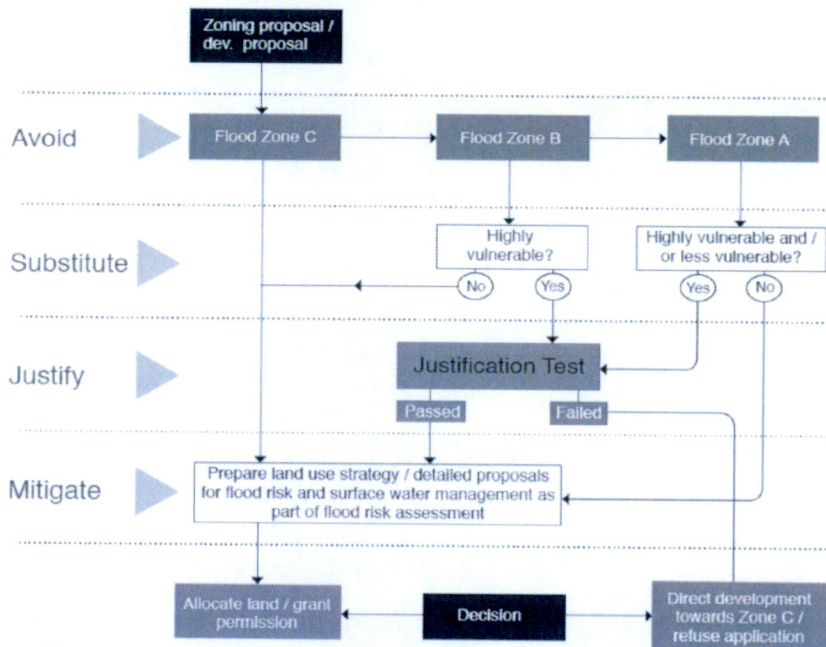 Zoning proposal /
dev. proposal
Avoid
Flood Zone C
Flood Zone B
Flood Zone A
Substitute
Highly
vulnerable?
No
Yes
Highly vulnerable and /
or less vulnerable?
Yes
No
Justify
Justification Test
Passed
Failed
Mitigate
Prepare land use strategy / detailed proposals
for flood risk and surface water management as
part of flood risk assessment
Allocate land / grant
permission
Decision
Direct development
towards Zone C /
refuse application